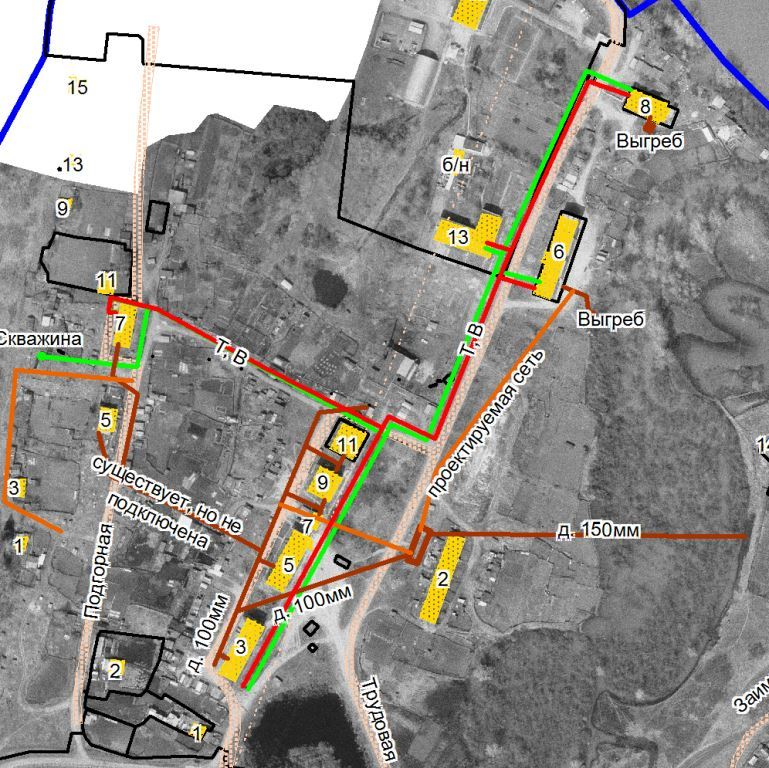 15
8
Выгреб
13
б/н
9
13
6
11
7
Скважина
Выгреб
Т, В
Т, В
проектируемая сеть
5
11
существует, но не
подключена
9
3
7
1
5
д. 150мм
2
Подгорная
д. 100мм
д. 100мм
3
2
Трудовая
1
Займ